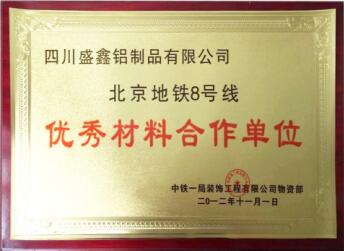 四川盛鑫铝制品有限公司
北京地铁8号线
优秀材料合作单位
中铁一局装饰工程有限公司物资部
二〇一二年十一月一日